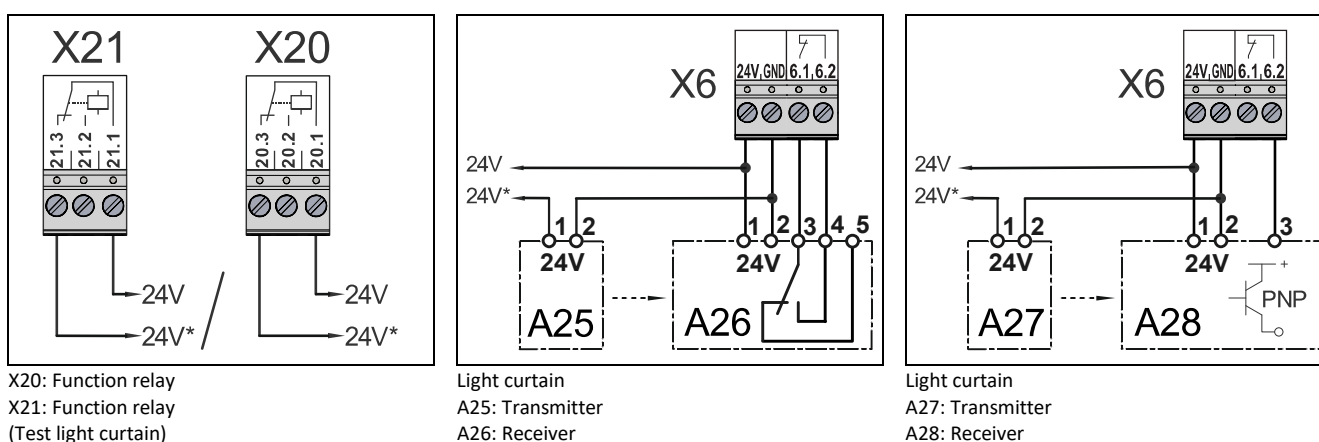 X21
X20
21.3 21.2 21.1
20.3 20.2 20.1
24V
24V*
24V
24V*
X6
24V GND 6.1 6.2
24V
24V*
1 2
24V
A25
1 2 3 4 5
24V
A26
X6
24V GND 6.1 6.2
24V
24V*
1 2
24V
A27
1 2 3
24V
+
PNP
A28
X20: Function relay
X21: Function relay
(Test light curtain)
Light curtain
A25: Transmitter
A26: Receiver
Light curtain
A27: Transmitter
A28: Receiver